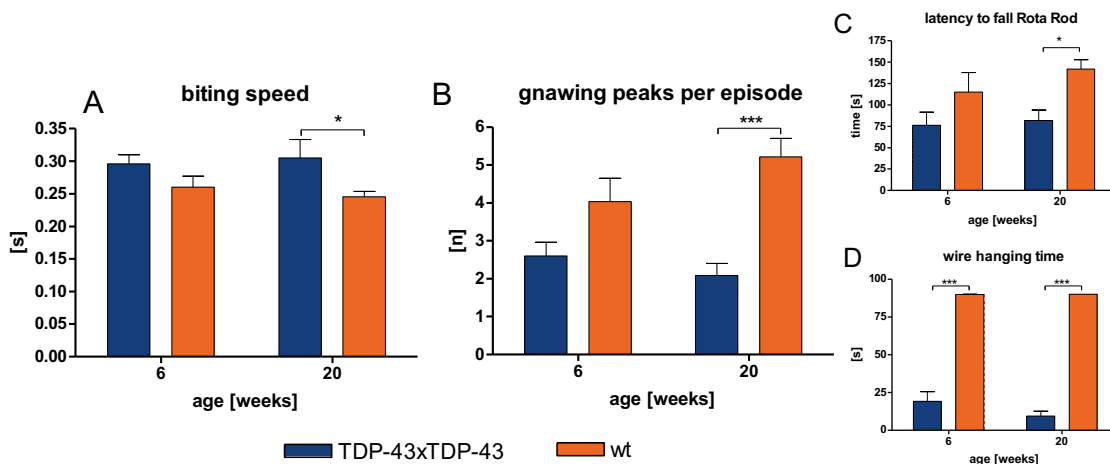 A
biting speed
0.35
0.30
0.25
0.20
0.15
0.10
0.05
0.00
[s]
*
6
20
age [weeks]
B
gnawing peaks per episode
6
5
4
3
2
1
0
[n]
***
6
20
age [weeks]
C
latency to fall Rota Rod
175
150
125
100
75
50
25
0
time [s]
*
6
20
age [weeks]
D
wire hanging time
100
75
50
25
0
[s]
***
***
6
20
age [weeks]
TDP-43xTDP-43
wt